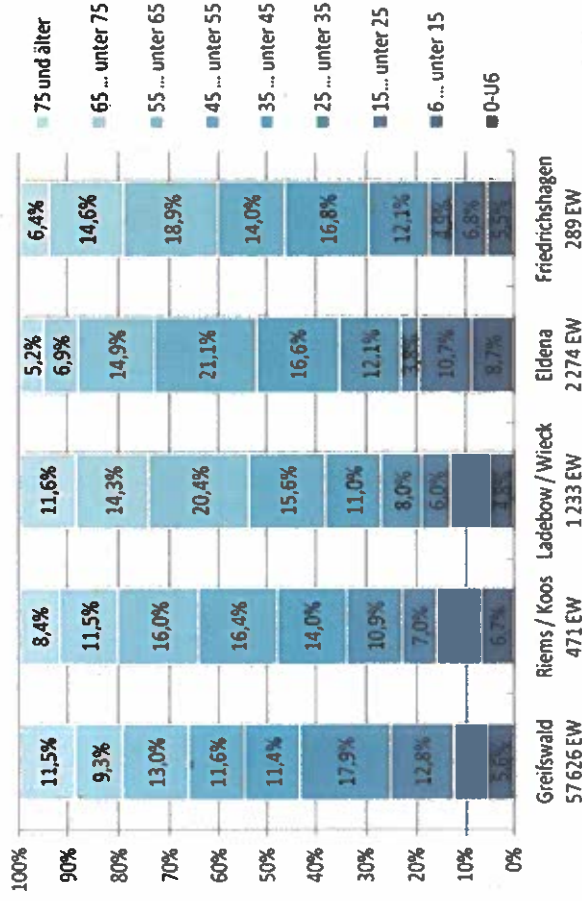 100%
90%
80%
70%
60%
50%
40%
30%
20%
10%
0%
11,5%
9,3%
13,0%
11,6%
11,4%
17,9%
12,8%
5,6%
8,4%
11,5%
16,0%
16,4%
14,0%
10,9%
7,0%
6,7%
11,6%
14,3%
20,4%
15,6%
11,0%
8,0%
6,0%
5,2%
6,9%
14,9%
21,1%
16,6%
12,1%
3,8%
10,7%
8,7%
6,4%
14,6%
18,9%
14,0%
16,8%
12,1%
4,9%
6,8%
5,5%
Greifswald
57 626 EW
Riems / Koos
471 EW
Ladebow / Wieck
1 233 EW
Eldena
2 274 EW
Friedrichshagen
289 EW
75 und älter
65 ... unter 75
55 ... unter 65
45 ... unter 55
35 ... unter 45
25 ... unter 35
15... unter 25
6 ... unter 15
0-U6